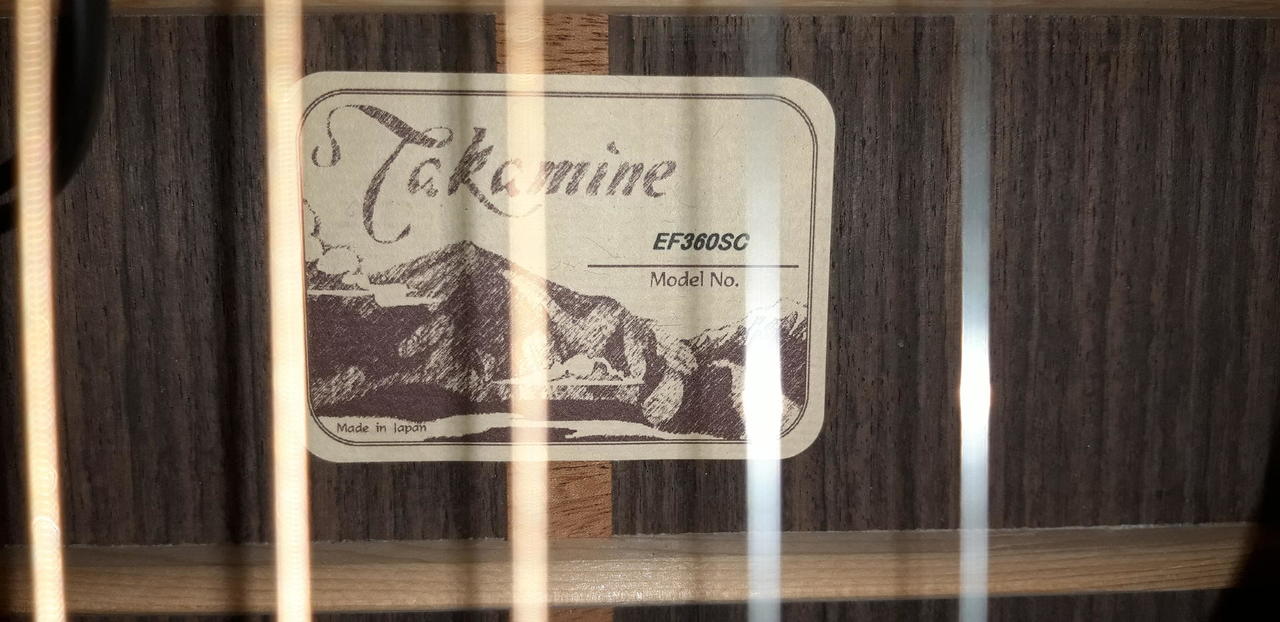 Takamine
EF360SC
Model No.
Made in Japan